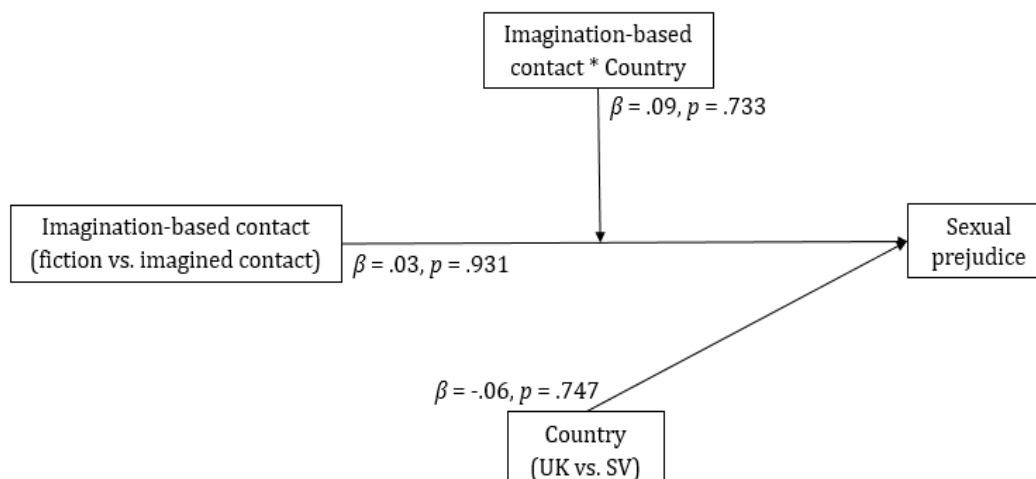 Imagination-based
contact * Country
β = .09, p = .733
Imagination-based contact
(fiction vs. imagined contact)
β = .03, p = .931
Sexual
prejudice
β = -.06, p = .747
Country
(UK vs. SV)